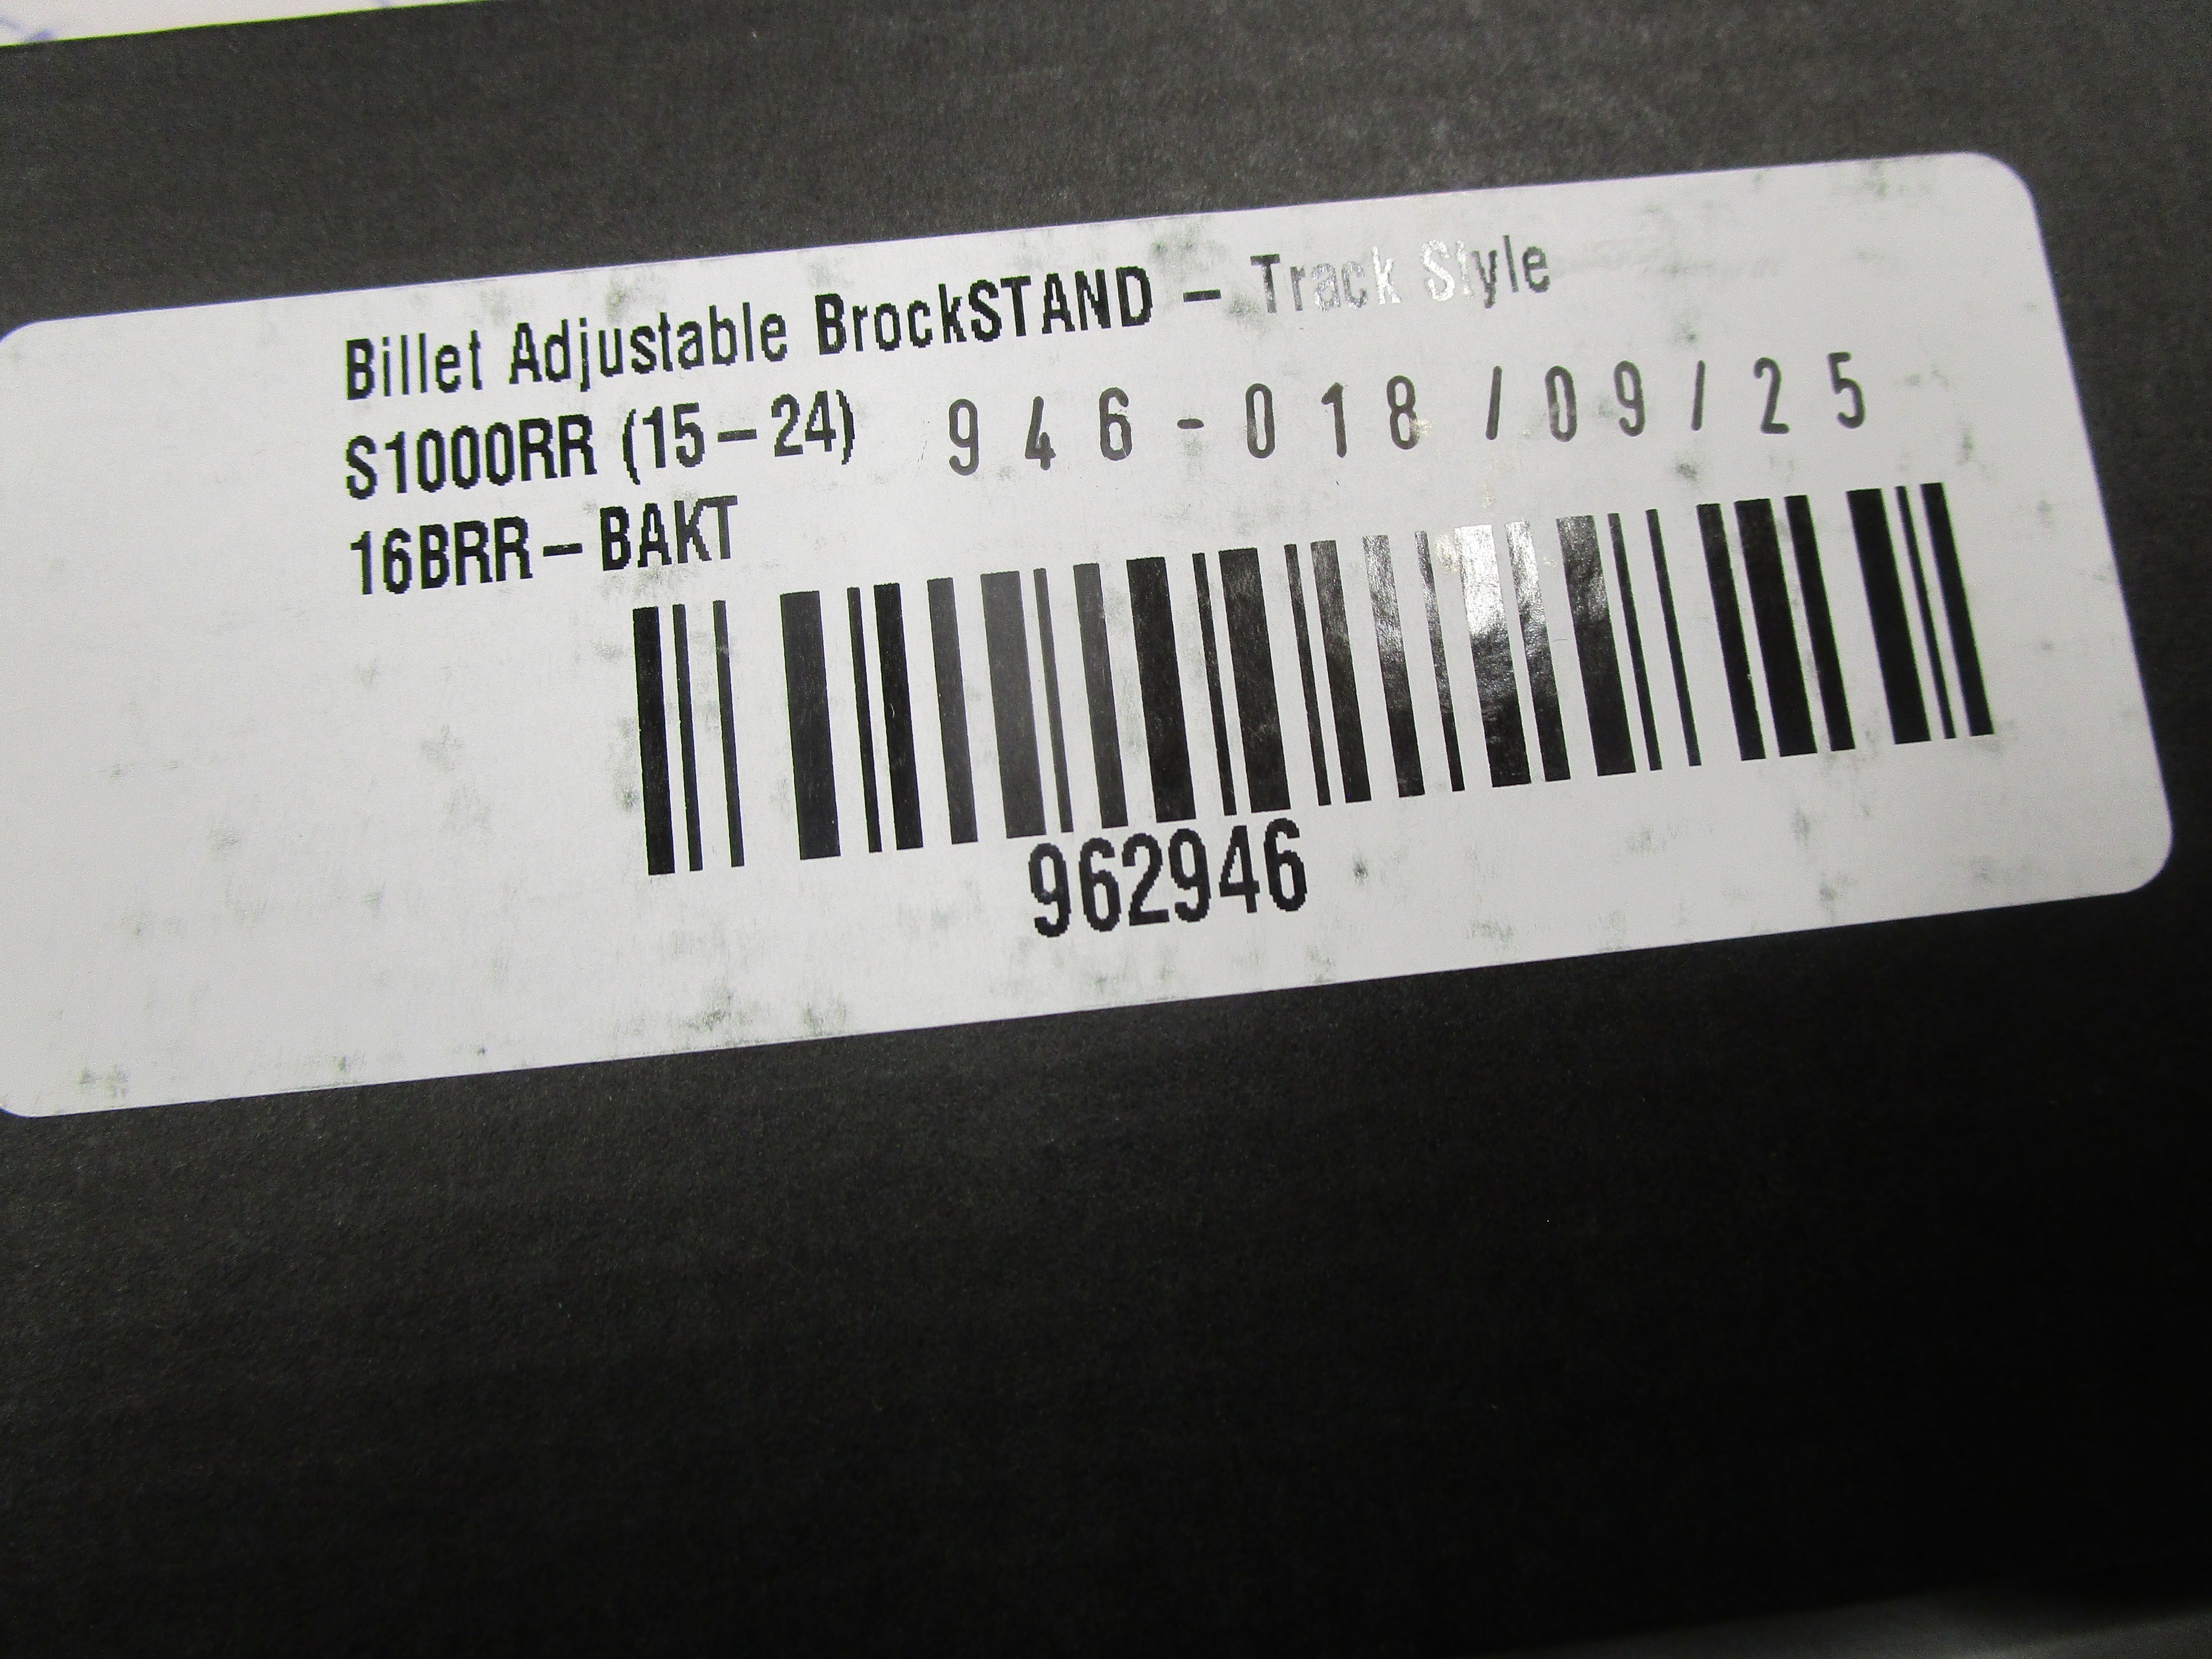 Billet Adjustable BrockSTAND - Track Style
S1000RR (15-24) 946-018/09/25
16BRR-BAKT
962946